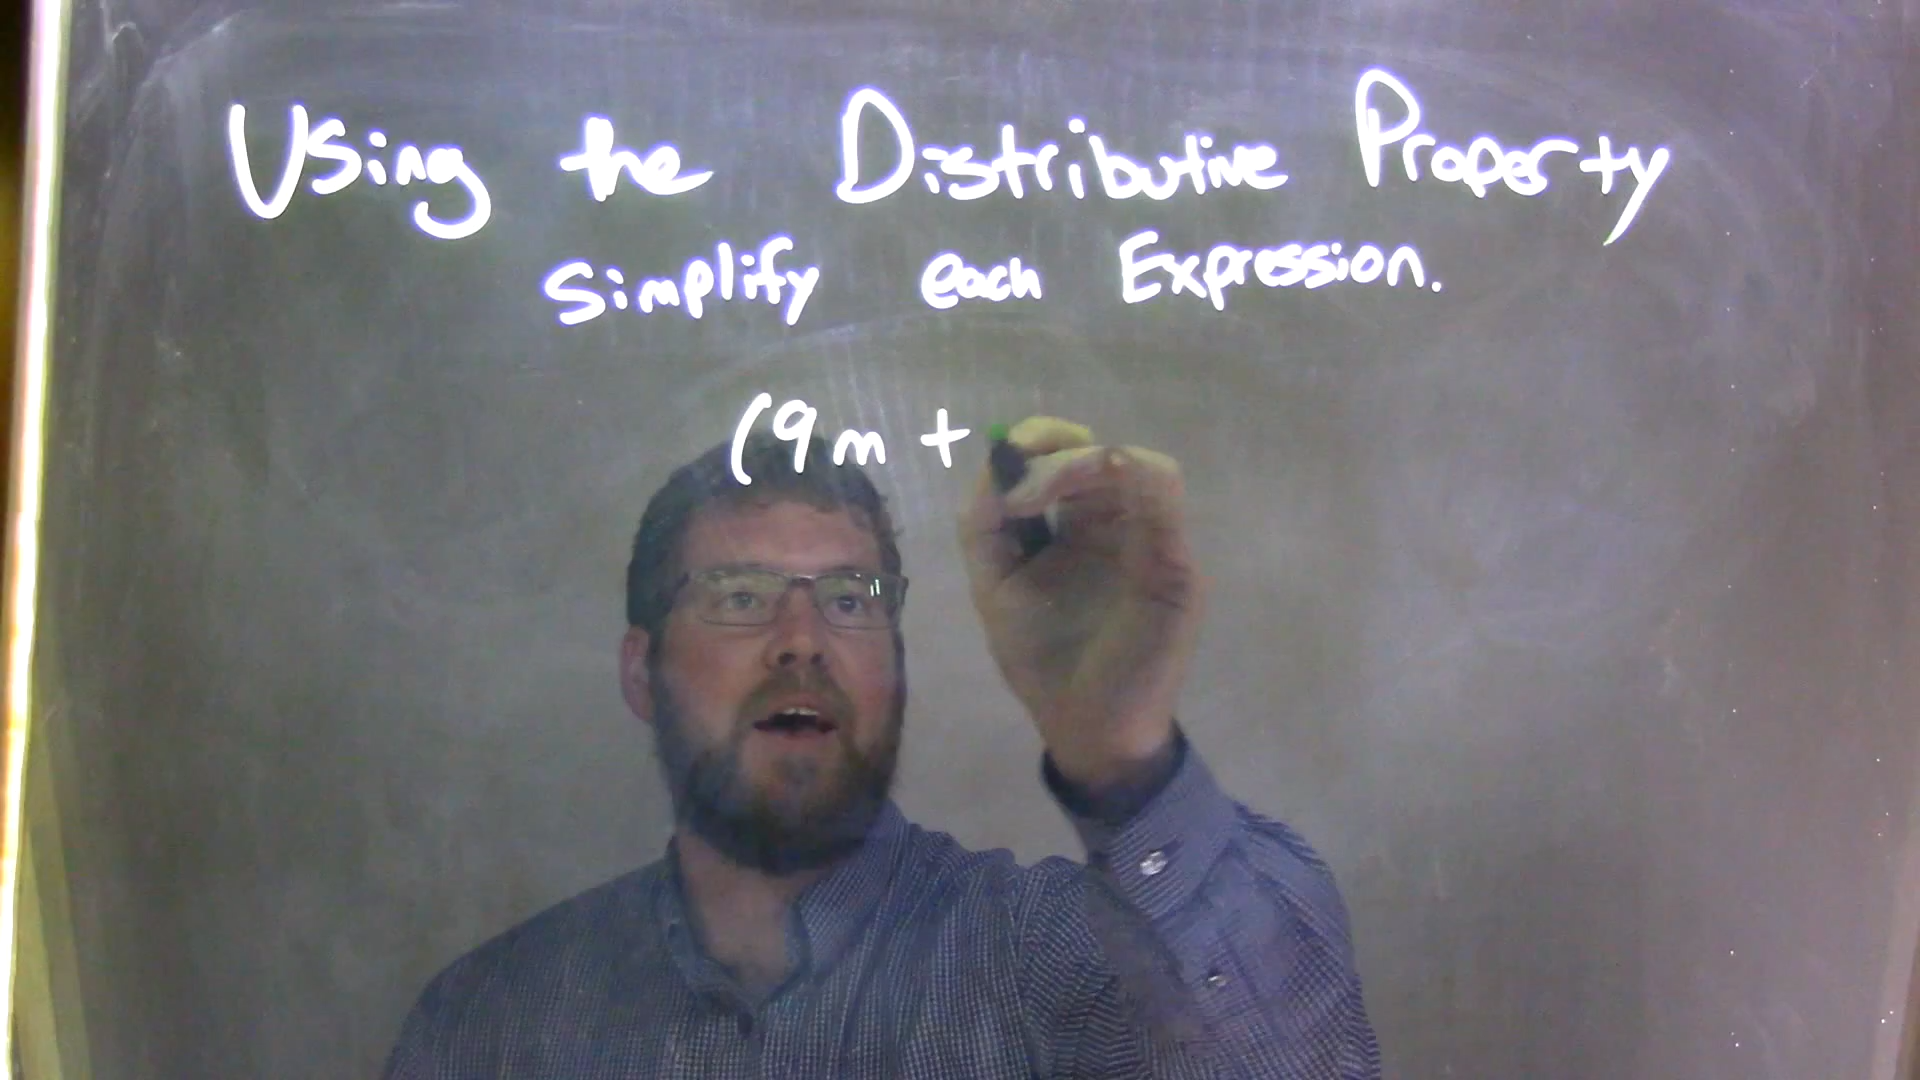 Using the Distributive Property
Simplify each Expression.
(9m +